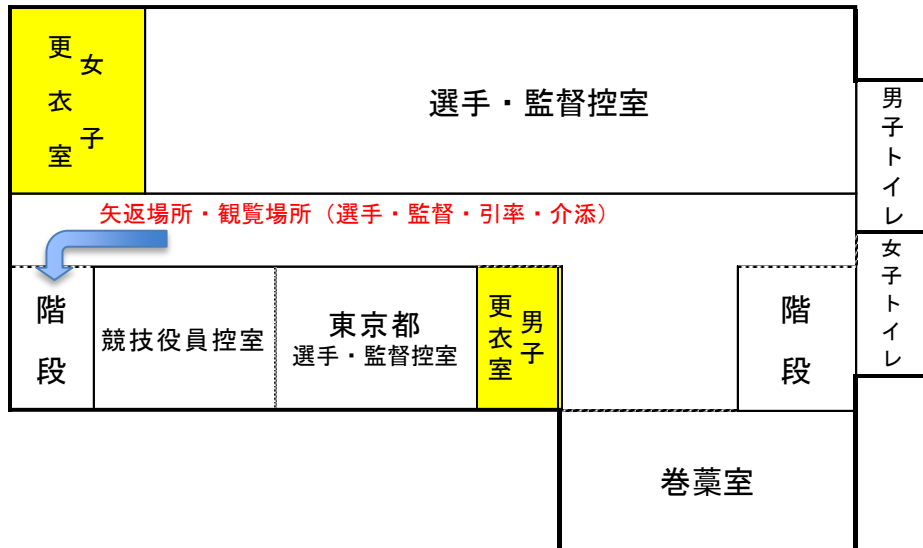 女子
更衣室
選手・監督控室
男子トイレ
矢返場所・観覧場所（選手・監督・引率・介添）
女子トイレ
階段
競技役員控室
東京都
選手・監督控室
男子
更衣室
階段
巻藁室